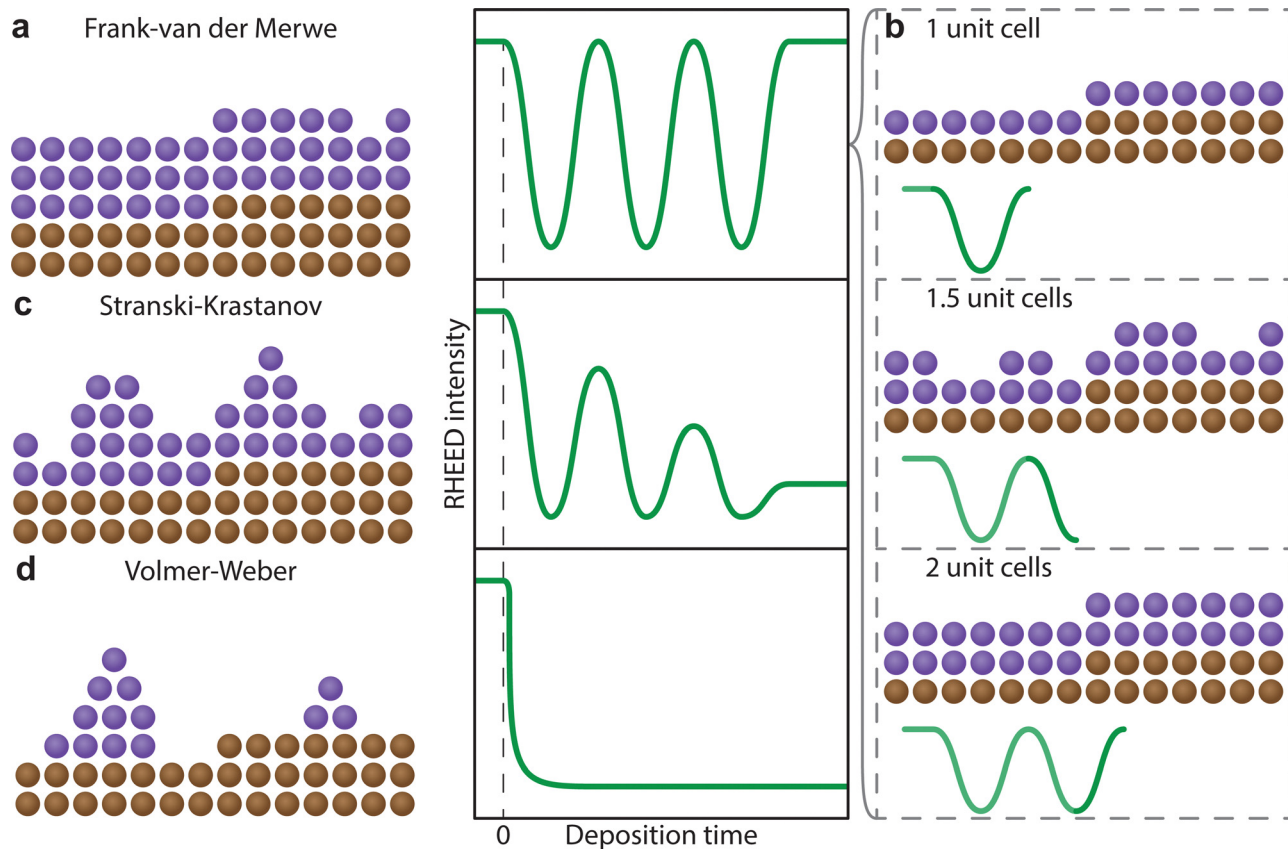 a
Frank-van der Merwe
b
1 unit cell
c
Stranski-Krastanov
1.5 unit cells
RHEED intensity
d
Volmer-Weber
2 unit cells
0
Deposition time